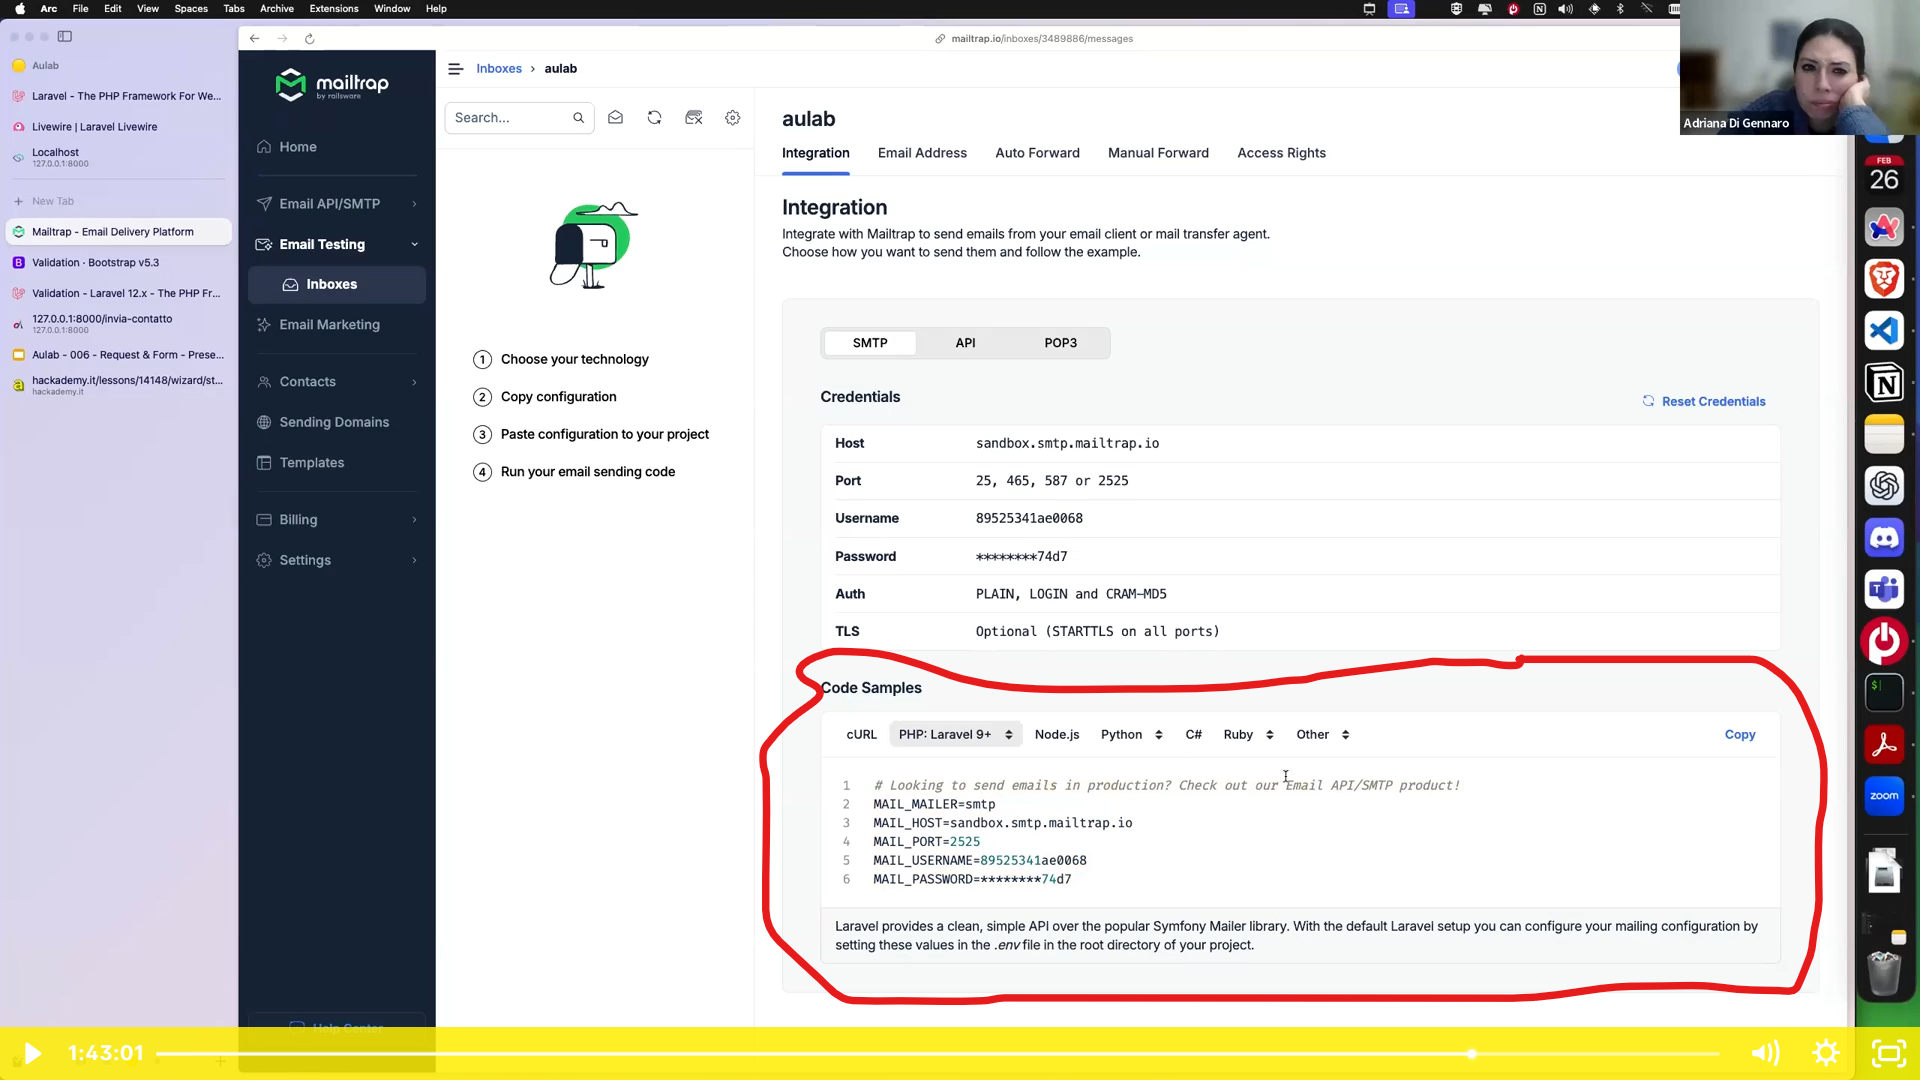 Arc File Edit View Spaces Tabs Archive Extensions Window Help
mailtrap.io/inboxes/3489886/messages
Aulab
Laravel - The PHP Framework For We...
Livewire | Laravel Livewire
Localhost
127.0.0.1:8000
New Tab
Mailtrap - Email Delivery Platform
Validation · Bootstrap v5.3
Validation - Laravel 12.x - The PHP Fr...
127.0.0.1:8000/invia-contatto
127.0.0.1:8000
Aulab - 006 - Request & Form - Prese...
hackademy.it/lessons/14148/wizard/st...
hackademy.it
mailtrap
by railsware
Home
Email API/SMTP
Email Testing
Inboxes
Email Marketing
Contacts
Sending Domains
Templates
Billing
Settings
Help Center
Inboxes > aulab
Search...
1 Choose your technology
2 Copy configuration
3 Paste configuration to your project
4 Run your email sending code
aulab
Integration Email Address Auto Forward Manual Forward Access Rights
Integration
Integrate with Mailtrap to send emails from your email client or mail transfer agent.
Choose how you want to send them and follow the example.
SMTP API POP3
Credentials
Reset Credentials
Host sandbox.smtp.mailtrap.io
Port 25, 465, 587 or 2525
Username 89525341ae0068
Password ********74d7
Auth PLAIN, LOGIN and CRAM-MD5
TLS Optional (STARTTLS on all ports)
Code Samples
cURL PHP: Laravel 9+ Node.js Python C# Ruby Other Copy
1 # Looking to send emails in production? Check out our Email API/SMTP product!
2 MAIL_MAILER=smtp
3 MAIL_HOST=sandbox.smtp.mailtrap.io
4 MAIL_PORT=2525
5 MAIL_USERNAME=89525341ae0068
6 MAIL_PASSWORD=********74d7
Laravel provides a clean, simple API over the popular Symfony Mailer library. With the default Laravel setup you can configure your mailing configuration by
setting these values in the .env file in the root directory of your project.
Adriana Di Gennaro
FEB
26
zoom
1:43:01